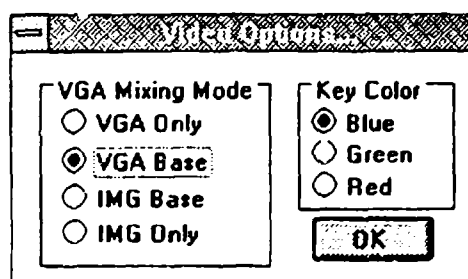 Video Options...
VGA Mixing Mode
VGA Only
VGA Base
IMG Base
IMG Only
Key Color
Blue
Green
Red
OK